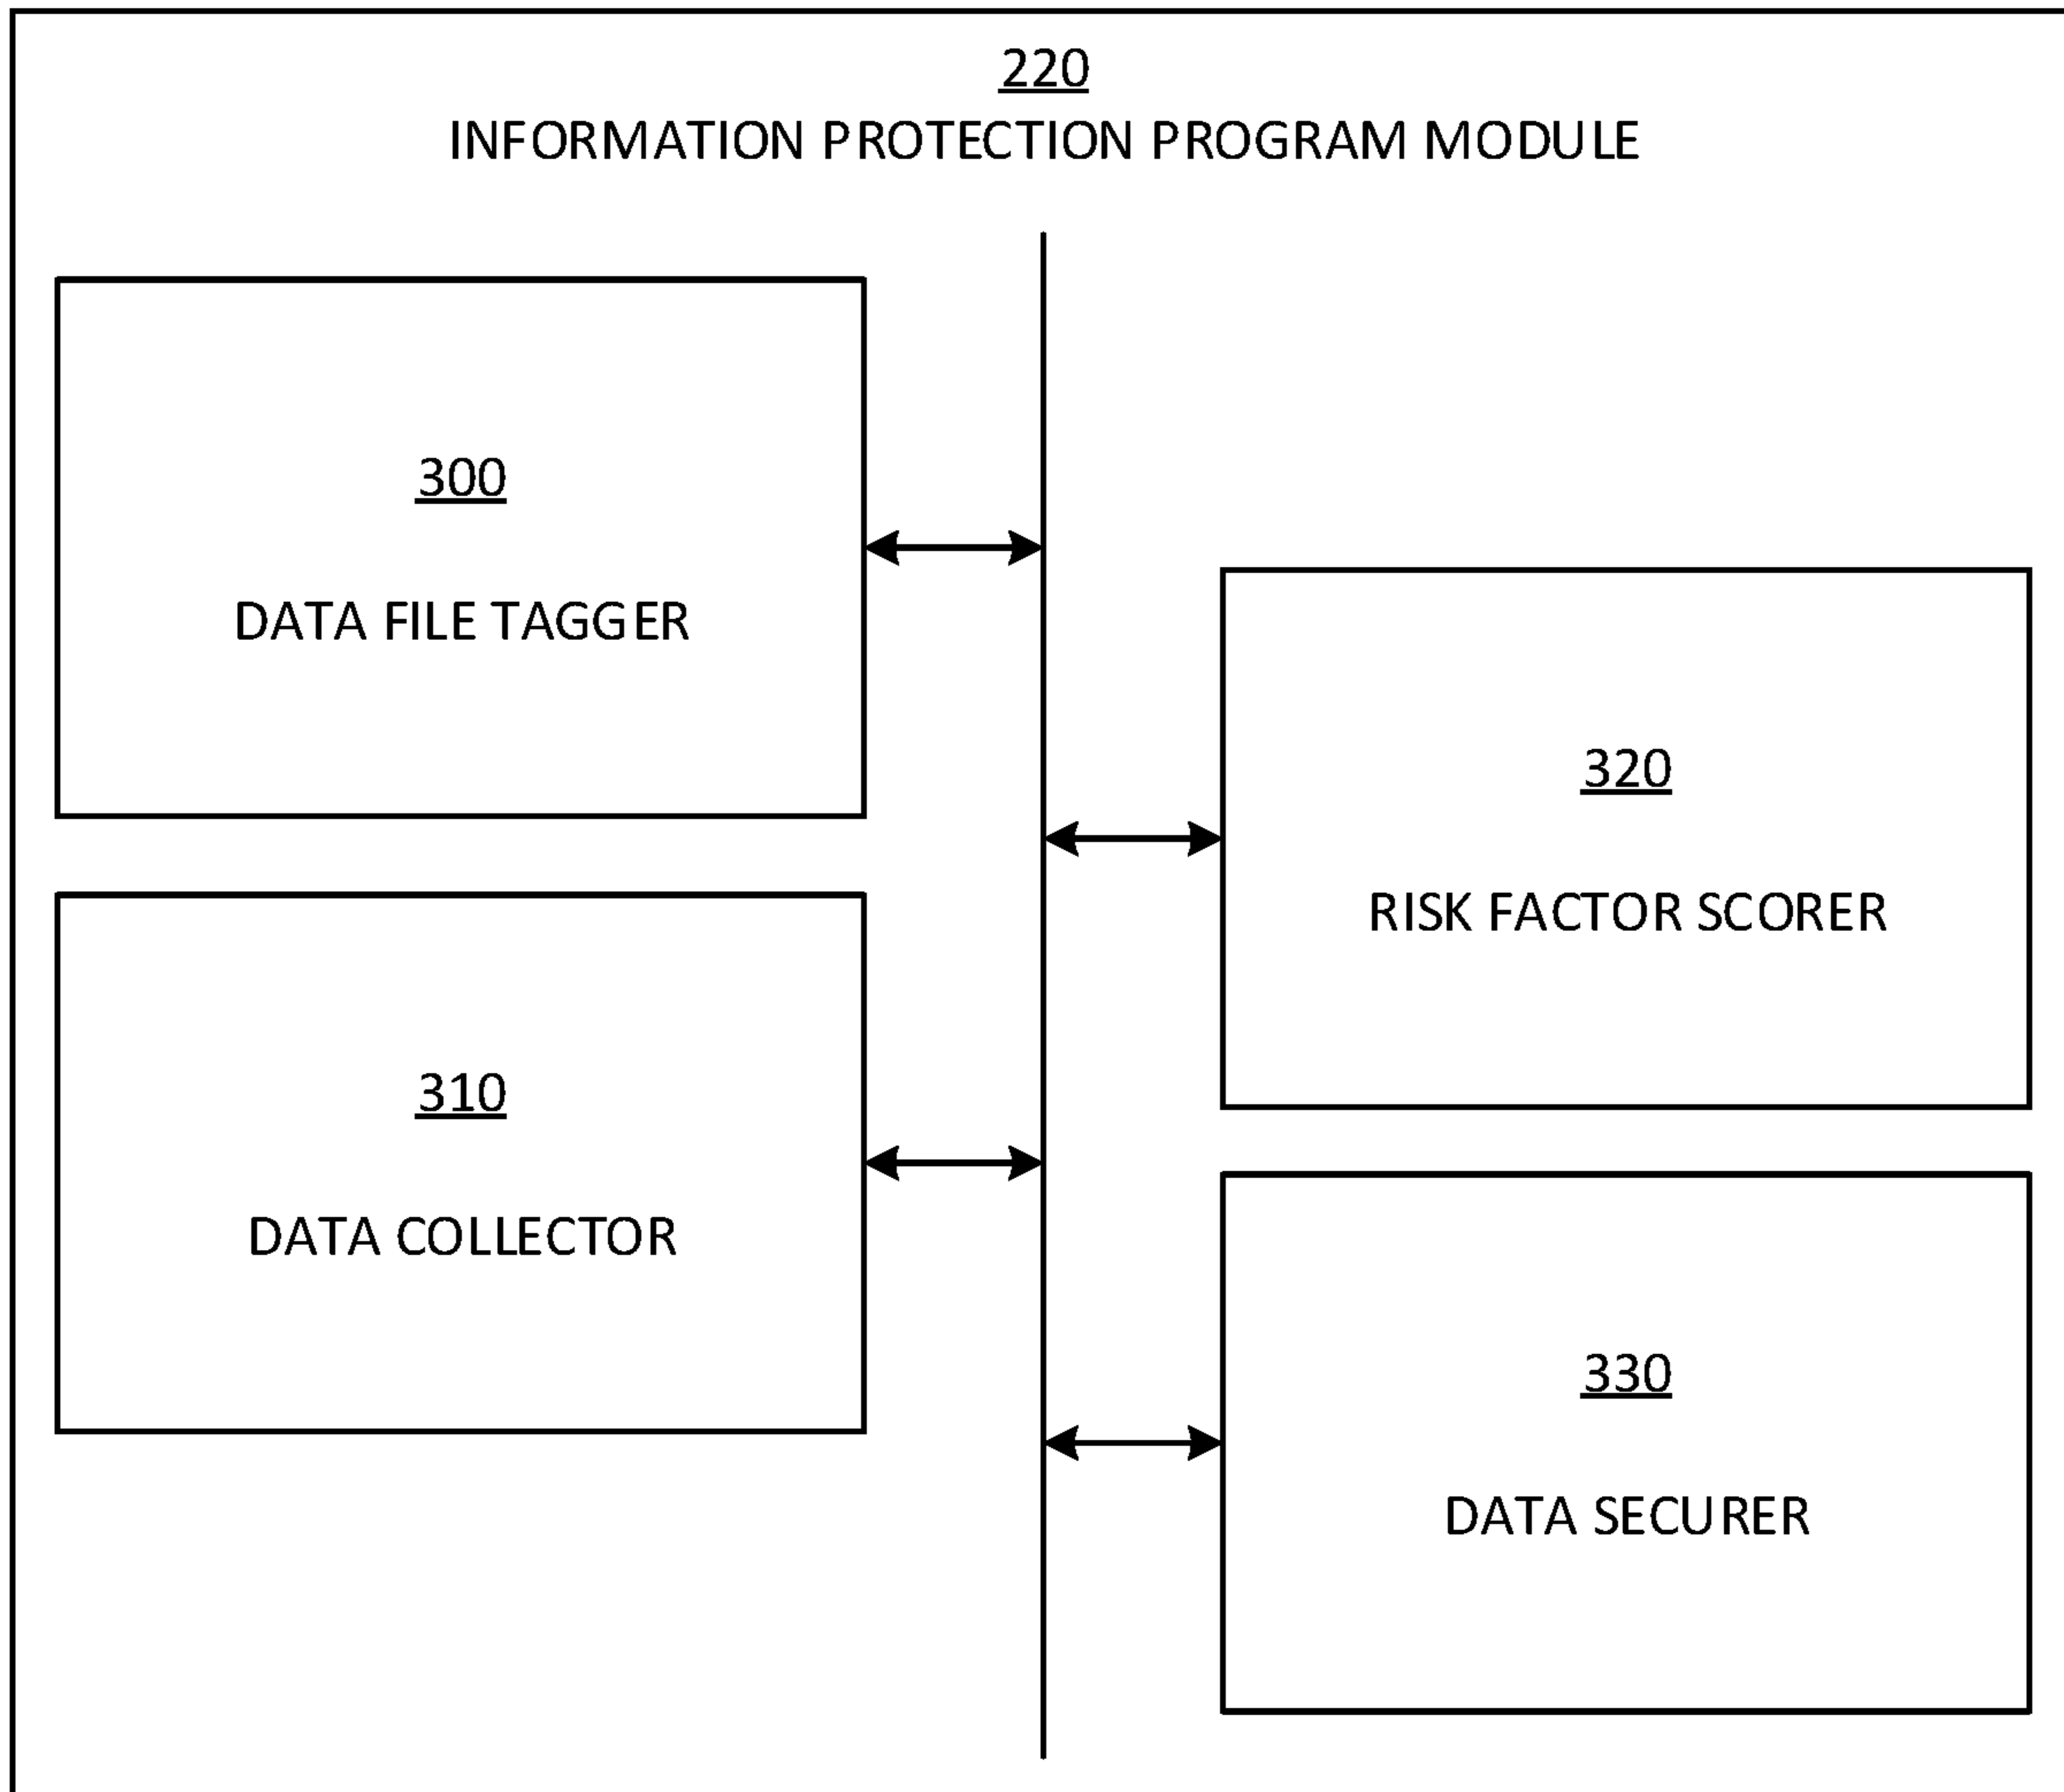 220
INFORMATION PROTECTION PROGRAM MODULE
300
DATA FILE TAGGER
310
DATA COLLECTOR
320
RISK FACTOR SCORER
330
DATA SECURER